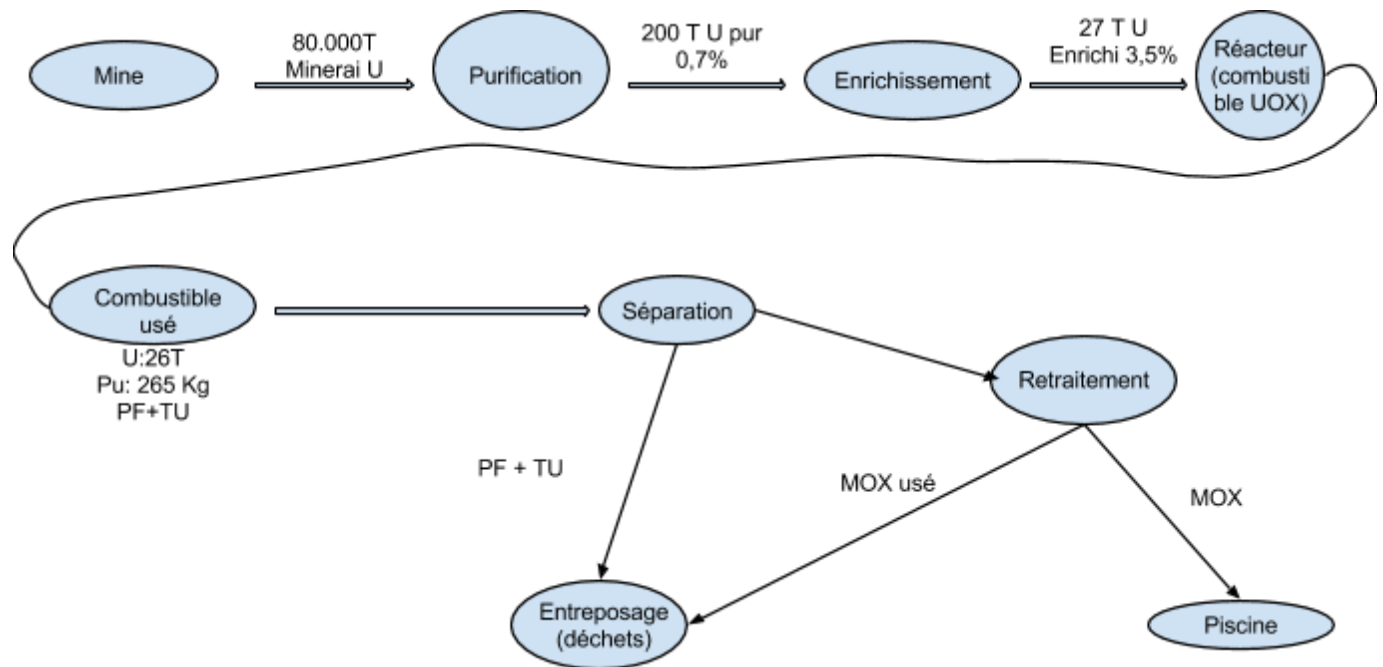 Mine
80.000T
Minerai U
Purification
200 T U pur
0,7%
Enrichissement
27 T U
Enrichi 3,5%
Réacteur
(combusti
ble UOX)
Combustible
usé
U:26T
Pu: 265 Kg
PF+TU
Séparation
Retraitement
PF + TU
MOX usé
MOX
Entreposage
(déchets)
Piscine